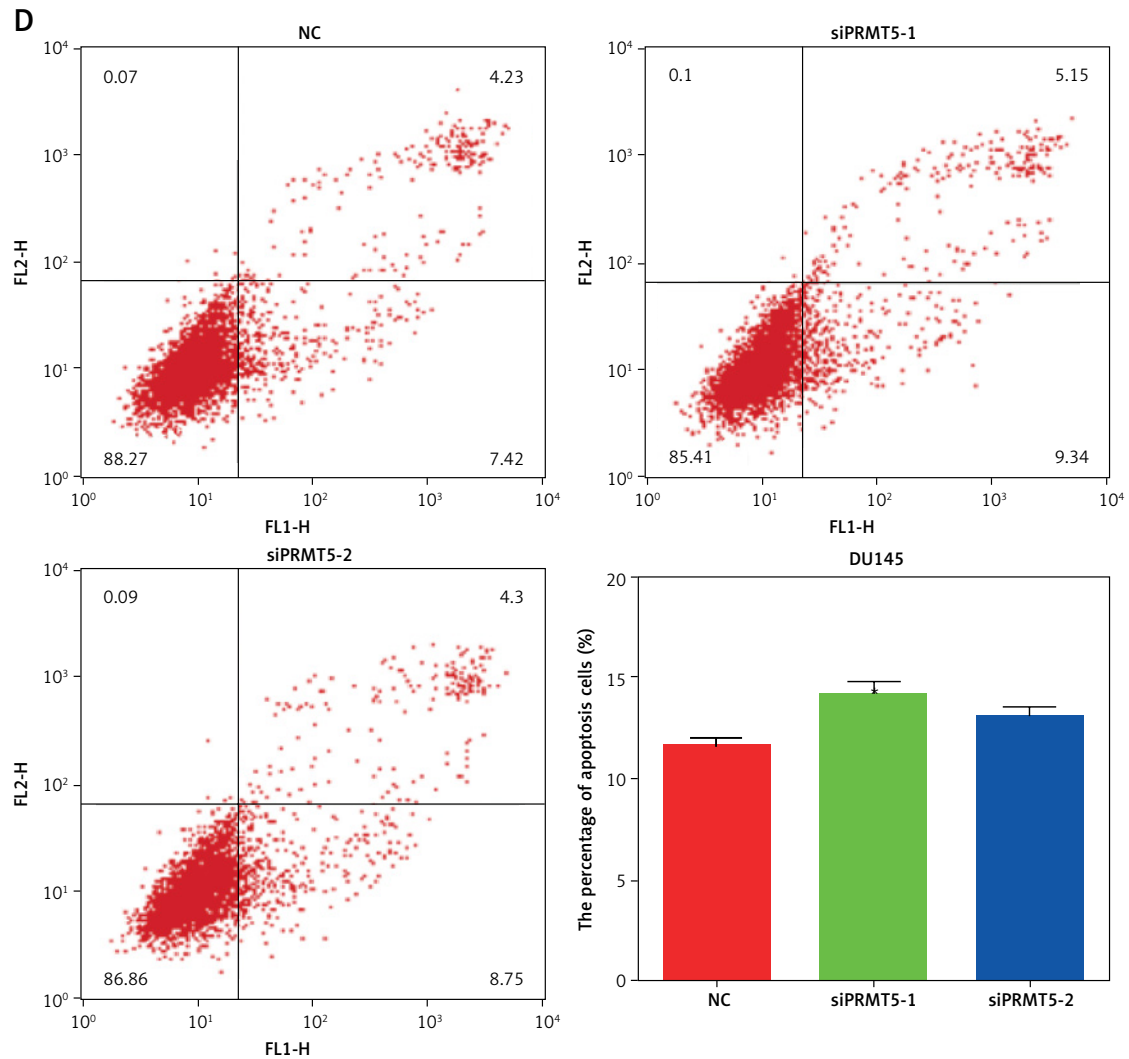 D
NC
10⁴
10³
10²
10¹
10⁰
FL2-H
0.07
4.23
88.27
7.42
10⁰ 10¹ 10² 10³ 10⁴
FL1-H
siPRMT5-1
10⁴
10³
10²
10¹
10⁰
FL2-H
0.1
5.15
85.41
9.34
10⁰ 10¹ 10² 10³ 10⁴
FL1-H
siPRMT5-2
10⁴
10³
10²
10¹
10⁰
FL2-H
0.09
4.3
86.86
8.75
10⁰ 10¹ 10² 10³ 10⁴
FL1-H
DU145
The percentage of apoptosis cells (%)
20
15
10
5
0
*
NC siPRMT5-1 siPRMT5-2